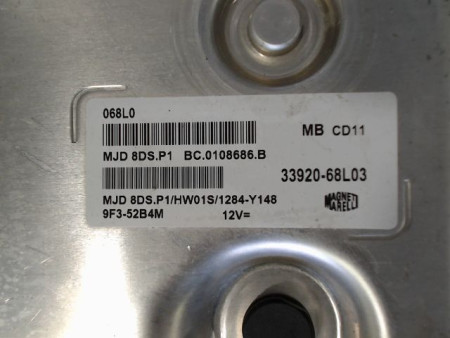 068L0
MB CD11
MJD 8DS.P1 BC.0108686.B
33920-68L03
MJD 8DS.P1/HW01S/1284-Y148
9F3-52B4M 12V=
MAGNETI MARELLI